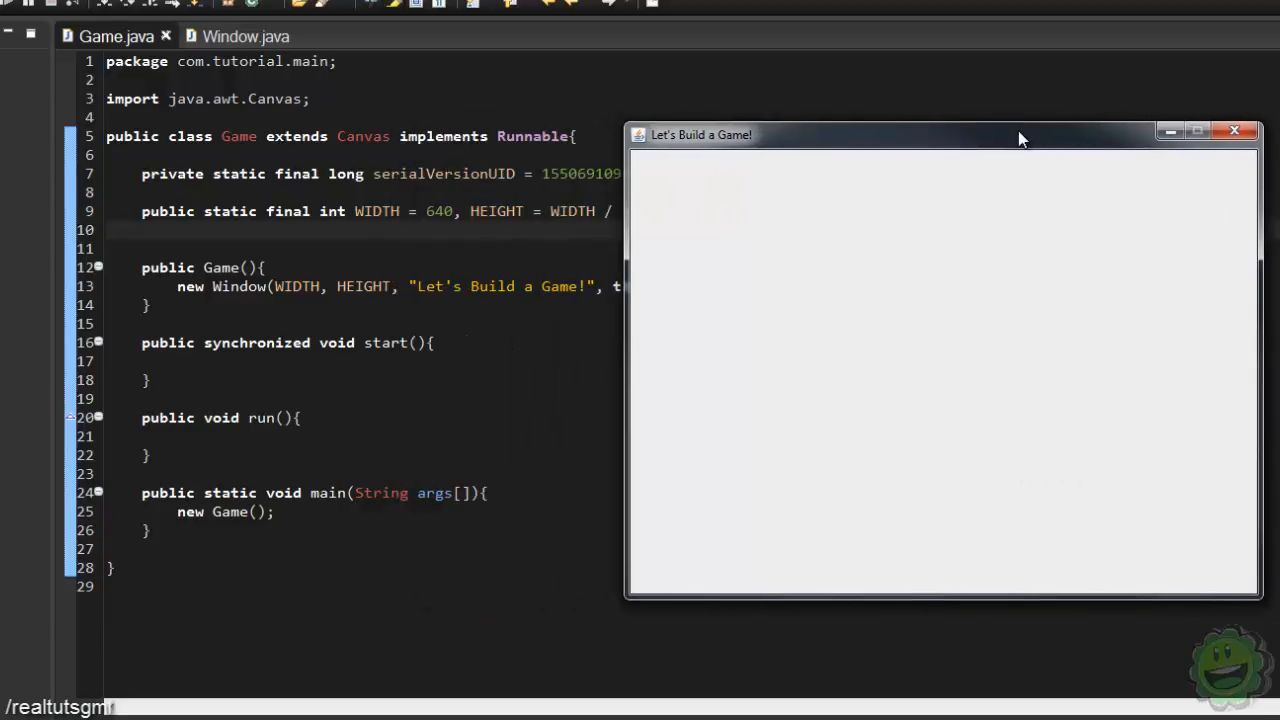 Game.java
Window.java
1 package com.tutorial.main;
2
3 import java.awt.Canvas;
4
5 public class Game extends Canvas implements Runnable{
6
7 private static final long serialVersionUID = 155069109
8
9 public static final int WIDTH = 640, HEIGHT = WIDTH /
10
11
12 public Game(){
13 new Window(WIDTH, HEIGHT, "Let's Build a Game!", t
14 }
15
16 public synchronized void start(){
17
18 }
19
20 public void run(){
21
22 }
23
24 public static void main(String args[]){
25 new Game();
26 }
27
28 }
29
Let's Build a Game!
/realtutsgm